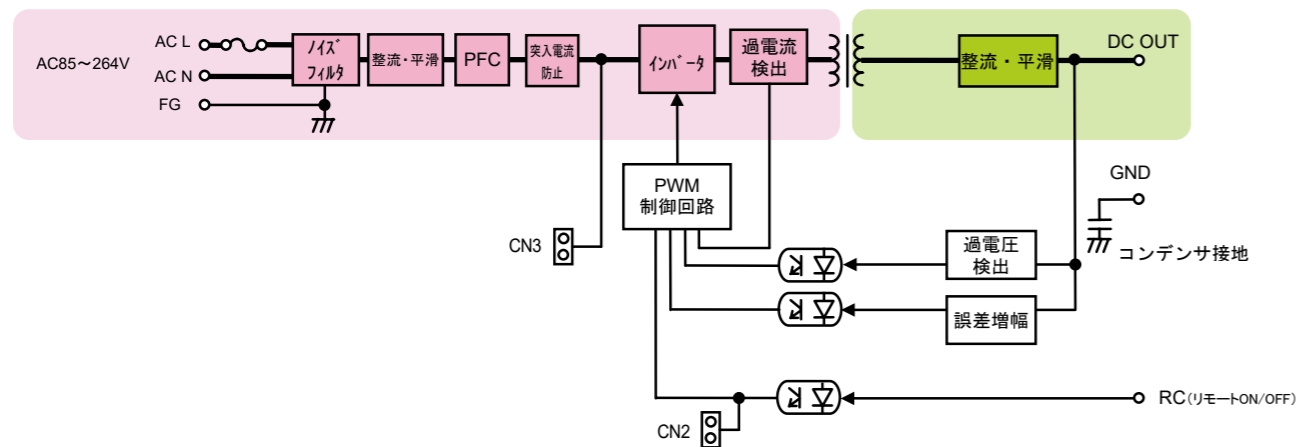 AC L
AC85～264V
AC N
FG
ノイズ
フィルタ
整流・平滑
PFC
突入電流
防止
インバータ
過電流
検出
整流・平滑
DC OUT
PWM
制御回路
GND
CN3
過電圧
検出
コンデンサ接地
誤差増幅
RC(リモートON/OFF)
CN2